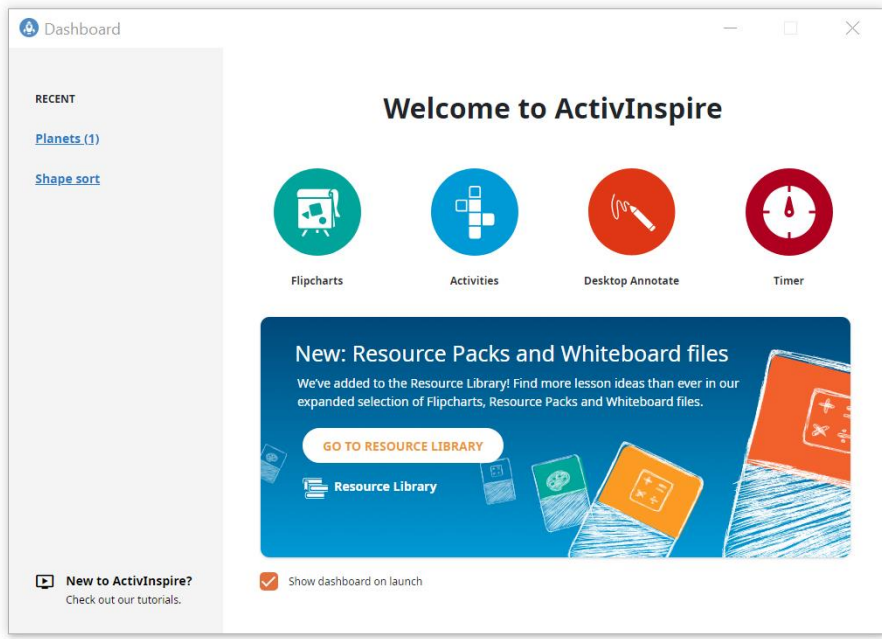 Dashboard
RECENT
Planets (1)
Shape sort
Welcome to ActivInspire
Flipcharts
Activities
Desktop Annotate
Timer
New: Resource Packs and Whiteboard files
We've added to the Resource Library! Find more lesson ideas than ever in our
expanded selection of Flipcharts, Resource Packs and Whiteboard files.
GO TO RESOURCE LIBRARY
Resource Library
New to ActivInspire?
Check out our tutorials.
Show dashboard on launch